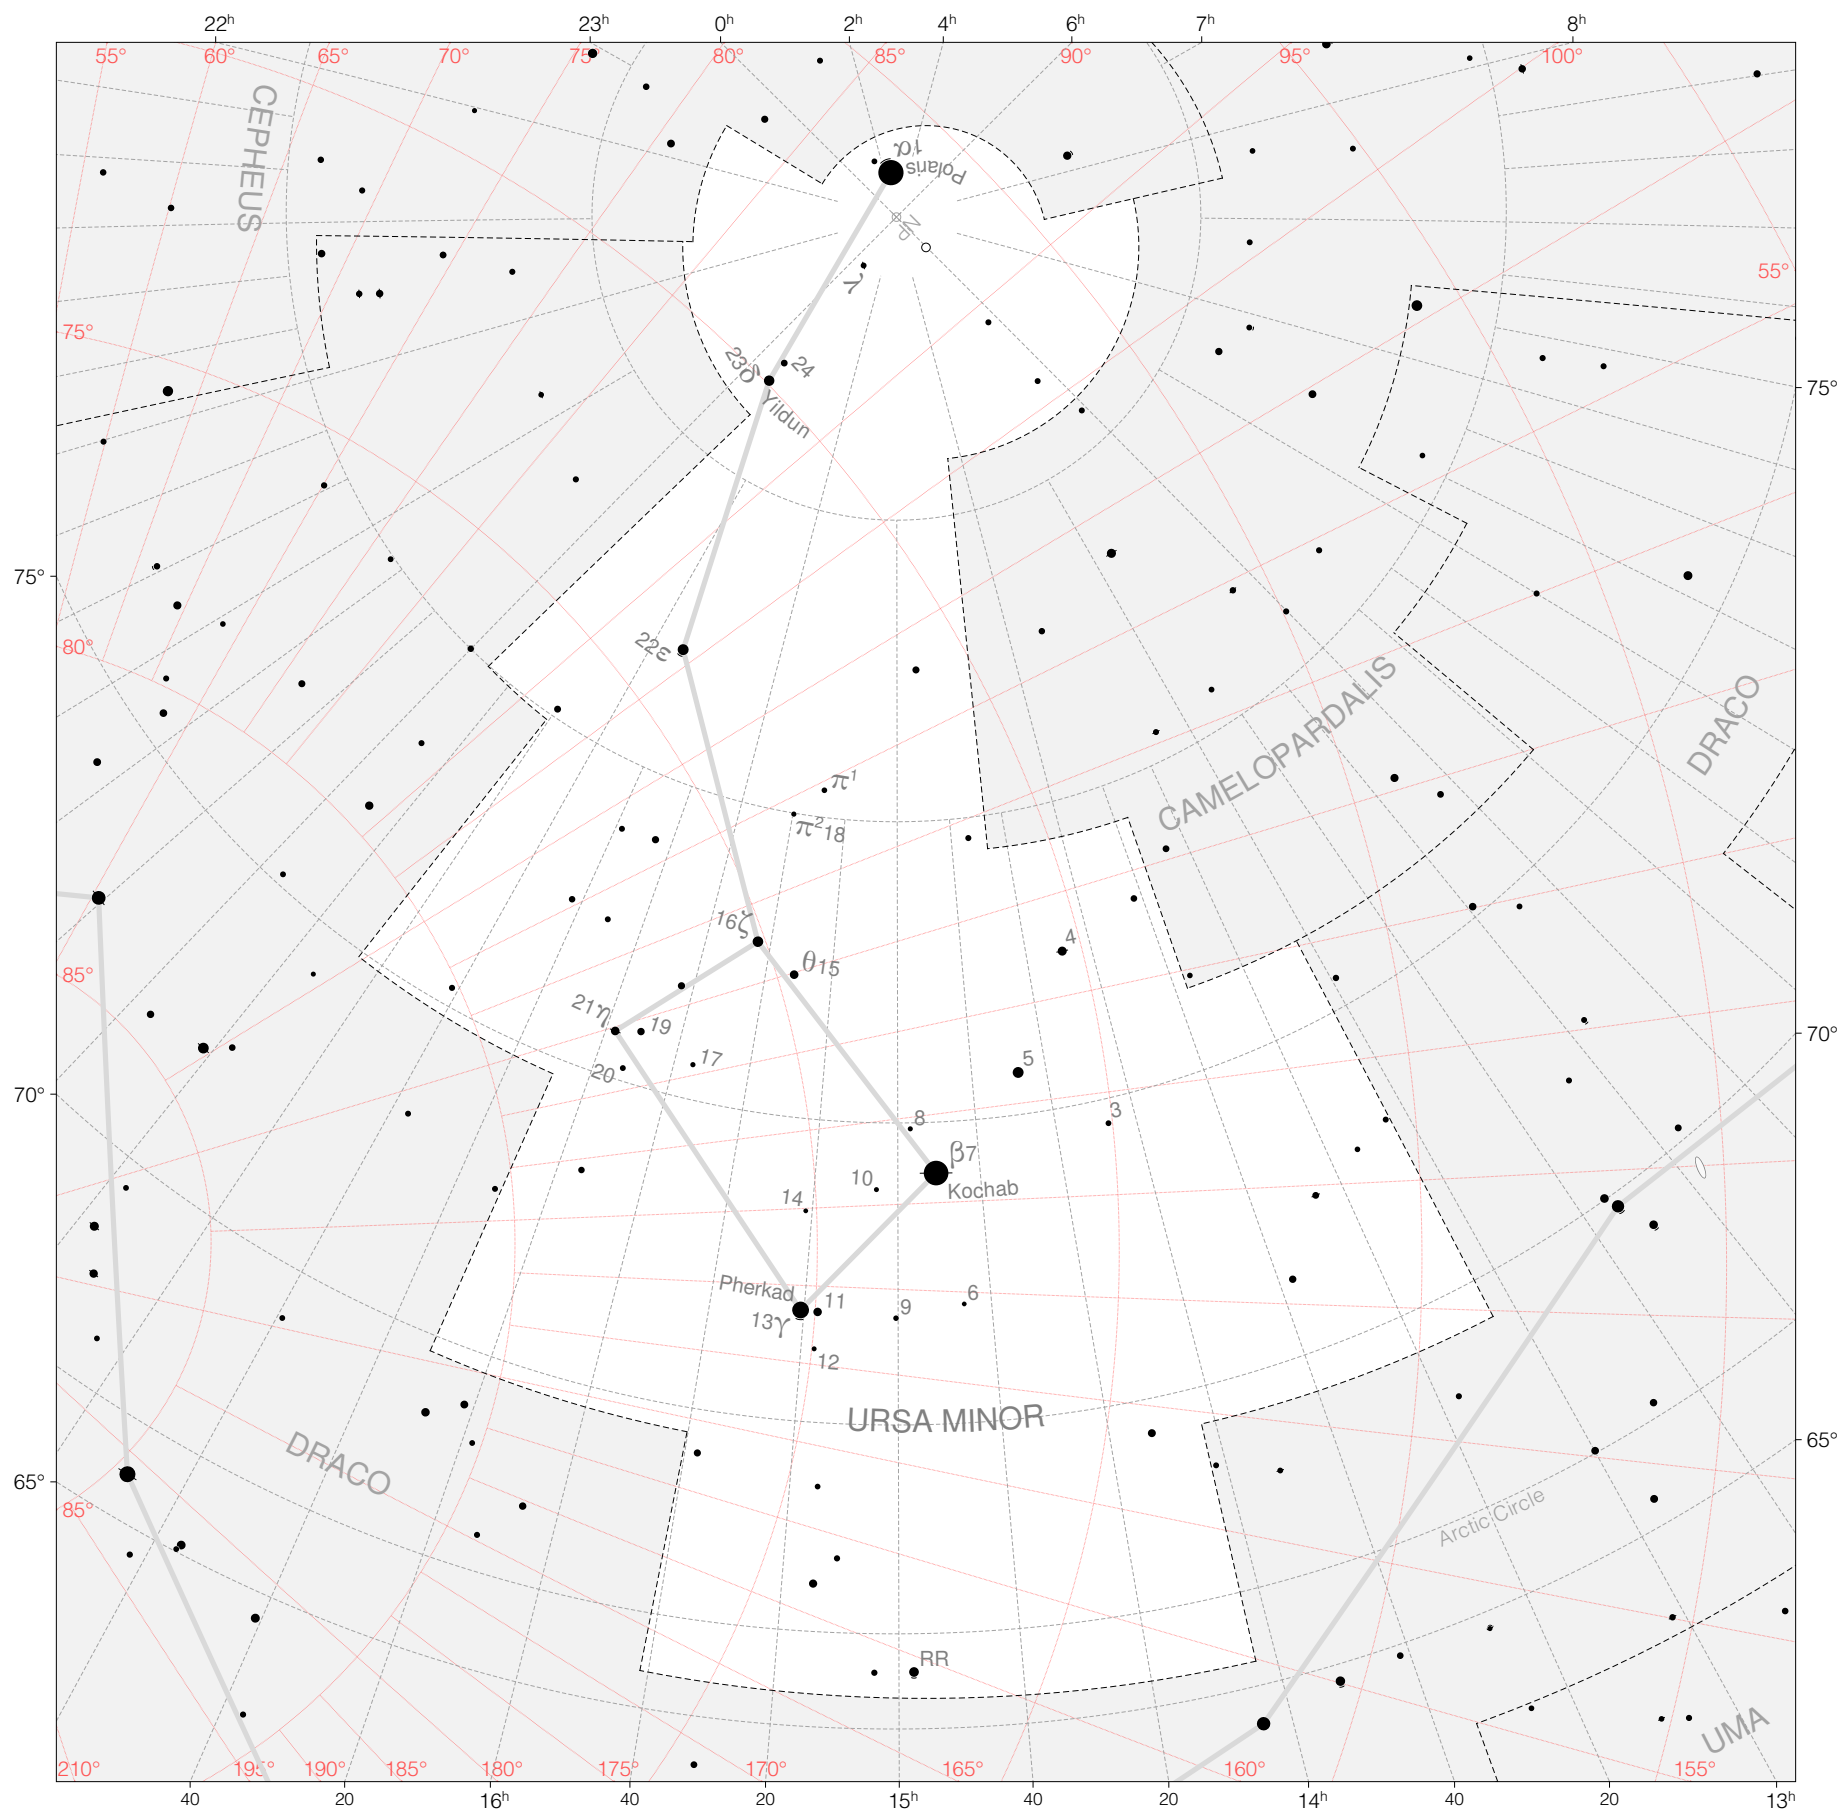 22h 23h 0h 2h 4h 6h 7h 8h
55° 60° 65° 70° 75° 80° 85° 90° 95° 100°
CEPHEUS
1α
Polaris
NP
λ
55°
75°
23δ
24
Yildun
75°
75°
22ε
80°
CAMELOPARDALIS
DRACO
π1
π218
16ζ
θ15
4
85°
21η
19
70°
17
20
5
70°
8
3
β7
Kochab
10
14
Pherkad
11
6
9
13γ
12
URSA MINOR
DRACO
65°
65°
85°
Arctic Circle
RR
UMA
210° 195° 190° 185° 180° 175° 170° 165° 160° 155°
40 20 16h 40 20 15h 40 20 14h 40 20 13h